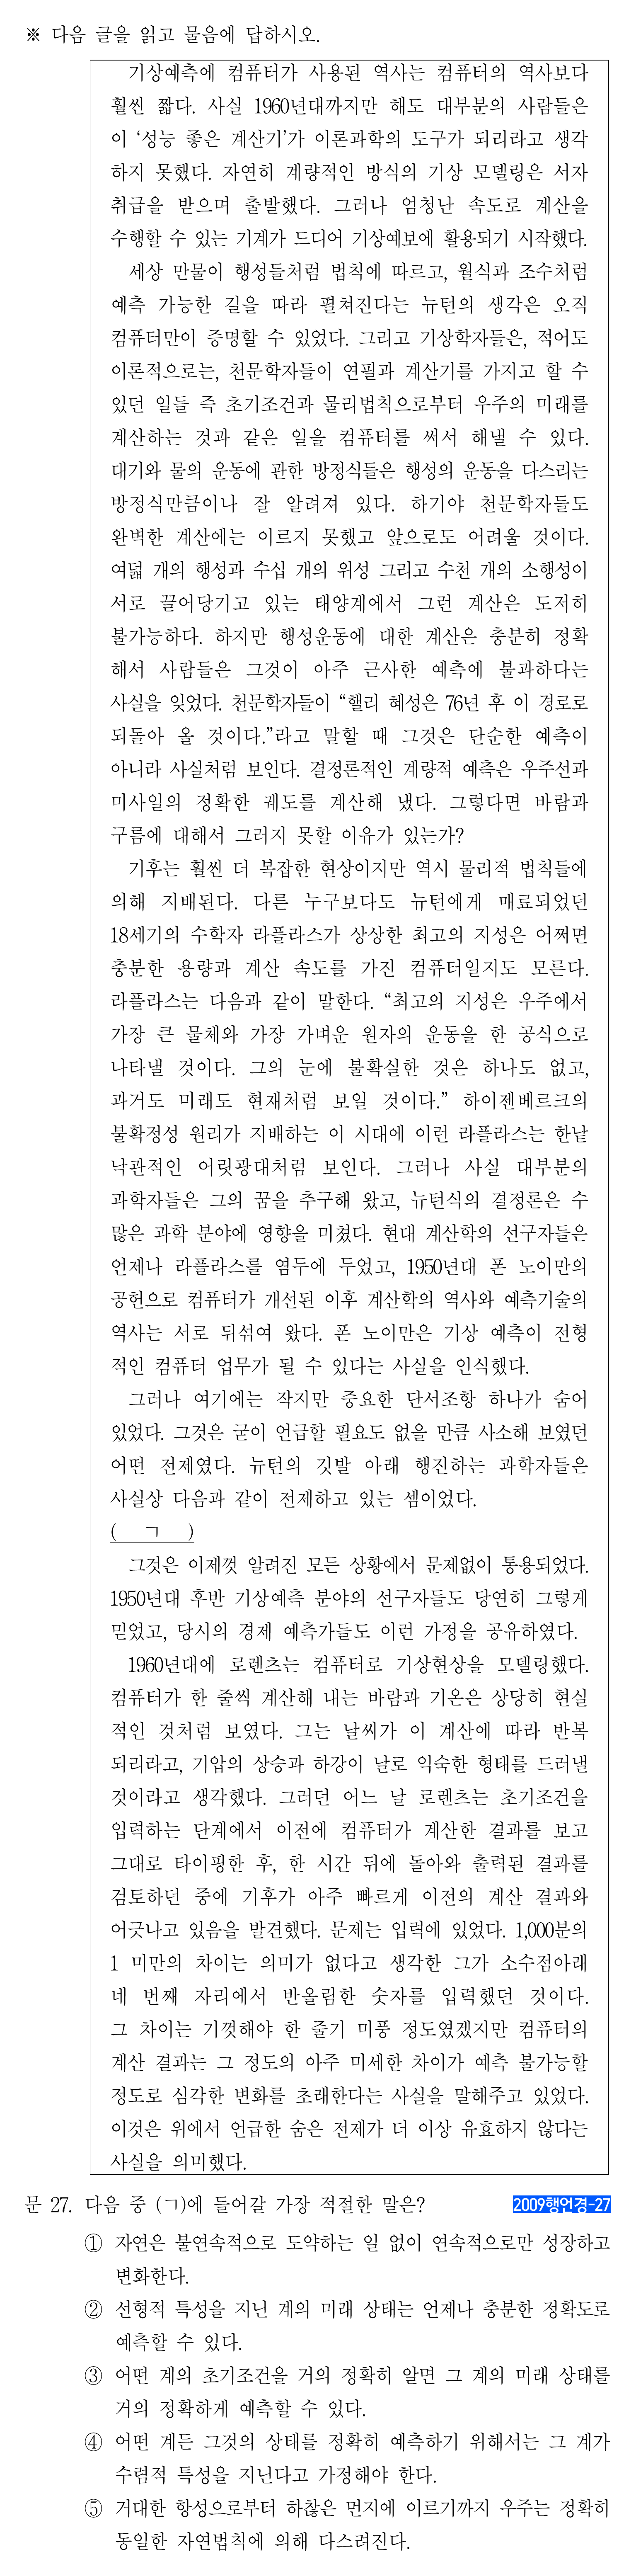 ※ 다음 글을 읽고 물음에 답하시오.
기상예측에 컴퓨터가 사용된 역사는 컴퓨터의 역사보다
훨씬 짧다. 사실 1960년대까지만 해도 대부분의 사람들은
이 ‘성능 좋은 계산기’가 이론과학의 도구가 되리라고 생각
하지 못했다. 자연히 계량적인 방식의 기상 모델링은 서자
취급을 받으며 출발했다. 그러나 엄청난 속도로 계산을
수행할 수 있는 기계가 드디어 기상예보에 활용되기 시작했다.
세상 만물이 행성들처럼 법칙에 따르고, 월식과 조수처럼
예측 가능한 길을 따라 펼쳐진다는 뉴턴의 생각은 오직
컴퓨터만이 증명할 수 있었다. 그리고 기상학자들은, 적어도
이론적으로는, 천문학자들이 연필과 계산기를 가지고 할 수
있던 일들 즉 초기조건과 물리법칙으로부터 우주의 미래를
계산하는 것과 같은 일을 컴퓨터를 써서 해낼 수 있다.
대기와 물의 운동에 관한 방정식들은 행성의 운동을 다스리는
방정식만큼이나 잘 알려져 있다. 하기야 천문학자들도
완벽한 계산에는 이르지 못했고 앞으로도 어려울 것이다.
여덟 개의 행성과 수십 개의 위성 그리고 수천 개의 소행성이
서로 끌어당기고 있는 태양계에서 그런 계산은 도저히
불가능하다. 하지만 행성운동에 대한 계산은 충분히 정확
해서 사람들은 그것이 아주 근사한 예측에 불과하다는
사실을 잊었다. 천문학자들이 “핼리 혜성은 76년 후 이 경로로
되돌아 올 것이다.”라고 말할 때 그것은 단순한 예측이
아니라 사실처럼 보인다. 결정론적인 계량적 예측은 우주선과
미사일의 정확한 궤도를 계산해 냈다. 그렇다면 바람과
구름에 대해서 그러지 못할 이유가 있는가?
기후는 훨씬 더 복잡한 현상이지만 역시 물리적 법칙들에
의해 지배된다. 다른 누구보다도 뉴턴에게 매료되었던
18세기의 수학자 라플라스가 상상한 최고의 지성은 어쩌면
충분한 용량과 계산 속도를 가진 컴퓨터일지도 모른다.
라플라스는 다음과 같이 말한다. “최고의 지성은 우주에서
가장 큰 물체와 가장 가벼운 원자의 운동을 한 공식으로
나타낼 것이다. 그의 눈에 불확실한 것은 하나도 없고,
과거도 미래도 현재처럼 보일 것이다.” 하이젠베르크의
불확정성 원리가 지배하는 이 시대에 이런 라플라스는 한낱
낙관적인 어릿광대처럼 보인다. 그러나 사실 대부분의
과학자들은 그의 꿈을 추구해 왔고, 뉴턴식의 결정론은 수
많은 과학 분야에 영향을 미쳤다. 현대 계산학의 선구자들은
언제나 라플라스를 염두에 두었고, 1950년대 폰 노이만의
공헌으로 컴퓨터가 개선된 이후 계산학의 역사와 예측기술의
역사는 서로 뒤섞여 왔다. 폰 노이만은 기상 예측이 전형
적인 컴퓨터 업무가 될 수 있다는 사실을 인식했다.
그러나 여기에는 작지만 중요한 단서조항 하나가 숨어
있었다. 그것은 굳이 언급할 필요도 없을 만큼 사소해 보였던
어떤 전제였다. 뉴턴의 깃발 아래 행진하는 과학자들은
사실상 다음과 같이 전제하고 있는 셈이었다.
( ㄱ )
그것은 이제껏 알려진 모든 상황에서 문제없이 통용되었다.
1950년대 후반 기상예측 분야의 선구자들도 당연히 그렇게
믿었고, 당시의 경제 예측가들도 이런 가정을 공유하였다.
1960년대에 로렌츠는 컴퓨터로 기상현상을 모델링했다.
컴퓨터가 한 줄씩 계산해 내는 바람과 기온은 상당히 현실
적인 것처럼 보였다. 그는 날씨가 이 계산에 따라 반복
되리라고, 기압의 상승과 하강이 날로 익숙한 형태를 드러낼
것이라고 생각했다. 그러던 어느 날 로렌츠는 초기조건을
입력하는 단계에서 이전에 컴퓨터가 계산한 결과를 보고
그대로 타이핑한 후, 한 시간 뒤에 돌아와 출력된 결과를
검토하던 중에 기후가 아주 빠르게 이전의 계산 결과와
어긋나고 있음을 발견했다. 문제는 입력에 있었다. 1,000분의
1 미만의 차이는 의미가 없다고 생각한 그가 소수점아래
네 번째 자리에서 반올림한 숫자를 입력했던 것이다.
그 차이는 기껏해야 한 줄기 미풍 정도였겠지만 컴퓨터의
계산 결과는 그 정도의 아주 미세한 차이가 예측 불가능할
정도로 심각한 변화를 초래한다는 사실을 말해주고 있었다.
이것은 위에서 언급한 숨은 전제가 더 이상 유효하지 않다는
사실을 의미했다.
문 27. 다음 중 (ㄱ)에 들어갈 가장 적절한 말은? 2009행언경-27
① 자연은 불연속적으로 도약하는 일 없이 연속적으로만 성장하고
변화한다.
② 선형적 특성을 지닌 계의 미래 상태는 언제나 충분한 정확도로
예측할 수 있다.
③ 어떤 계의 초기조건을 거의 정확히 알면 그 계의 미래 상태를
거의 정확하게 예측할 수 있다.
④ 어떤 계든 그것의 상태를 정확히 예측하기 위해서는 그 계가
수렴적 특성을 지닌다고 가정해야 한다.
⑤ 거대한 항성으로부터 하찮은 먼지에 이르기까지 우주는 정확히
동일한 자연법칙에 의해 다스려진다.